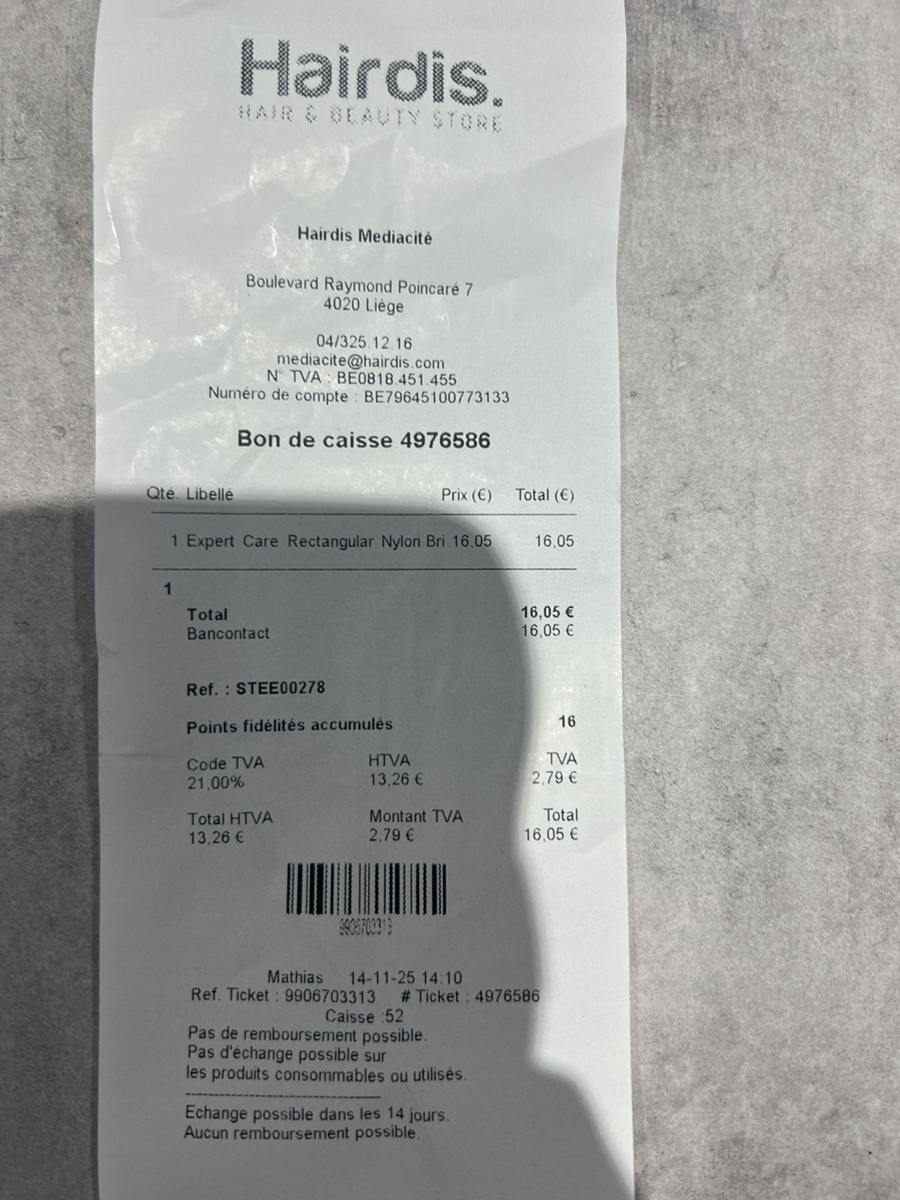 Hairdis.
HAIR & BEAUTY STORE
Hairdis Mediacité
Boulevard Raymond Poincaré 7
4020 Liège
04/325.12.16
mediacite@hairdis.com
N° TVA : BE0818.451.455
Numéro de compte : BE79645100773133
Bon de caisse 4976586
Qté. Libellé Prix (€) Total (€)
1 Expert Care Rectangular Nylon Bri 16,05 16,05
1
Total 16,05 €
Bancontact 16,05 €
Ref. : STEE00278
Points fidélités accumulés 16
Code TVA HTVA TVA
21,00% 13,26 € 2,79 €
Total HTVA Montant TVA Total
13,26 € 2,79 € 16,05 €
9906703313
Mathias 14-11-25 14:10
Ref. Ticket : 9906703313 # Ticket : 4976586
Caisse :52
Pas de remboursement possible.
Pas d'échange possible sur
les produits consommables ou utilisés.
Echange possible dans les 14 jours.
Aucun remboursement possible.